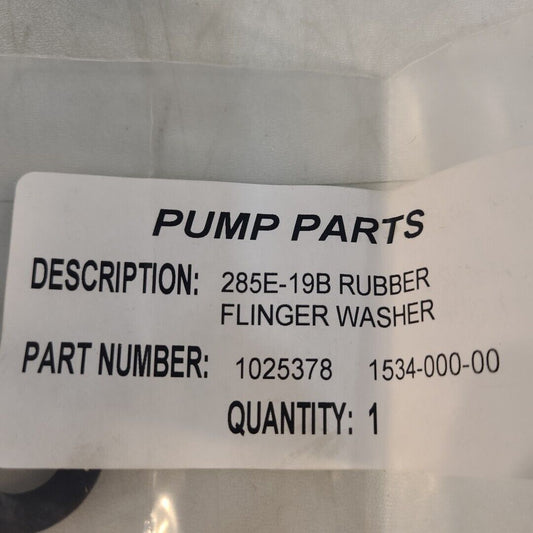 PUMP PARTS
DESCRIPTION: 285E-19B RUBBER
FLINGER WASHER
PART NUMBER: 1025378 1534-000-00
QUANTITY: 1